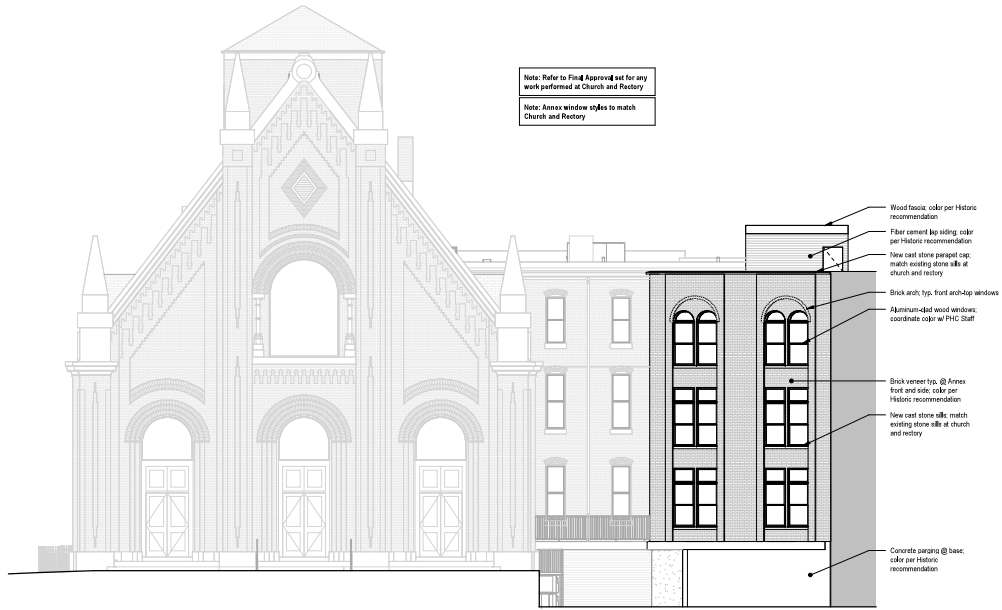 Note: Refer to Final Approval set for any
work performed at Church and Rectory
Note: Annex window styles to match
Church and Rectory
Wood fascia; color per Historic
recommendation
Fiber cement lap siding; color
per Historic recommendation
New cast stone parapet cap;
match existing stone sills at
church and rectory
Brick arch; typ. front arch-top windows
Aluminum-clad wood windows;
coordinate color w/ PHC Staff
Brick veneer typ. @ Annex
front and side; color per
Historic recommendation
New cast stone sills; match
existing stone sills at church
and rectory
Concrete parging @ base;
color per Historic
recommendation